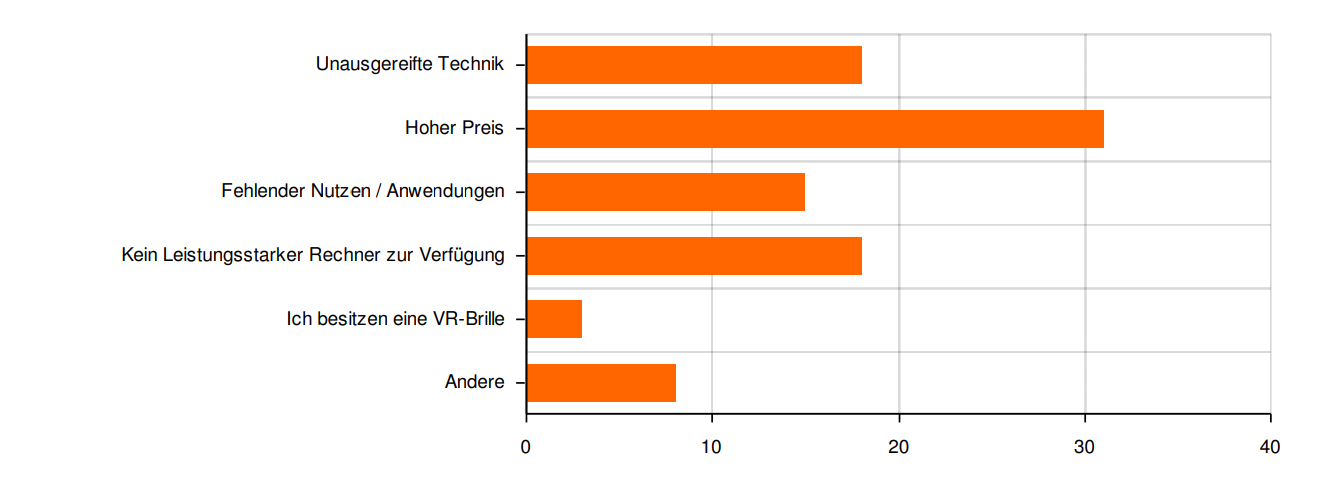 Unausgereifte Technik
Hoher Preis
Fehlender Nutzen / Anwendungen
Kein Leistungsstarker Rechner zur Verfügung
Ich besitzen eine VR-Brille
Andere
0 10 20 30 40